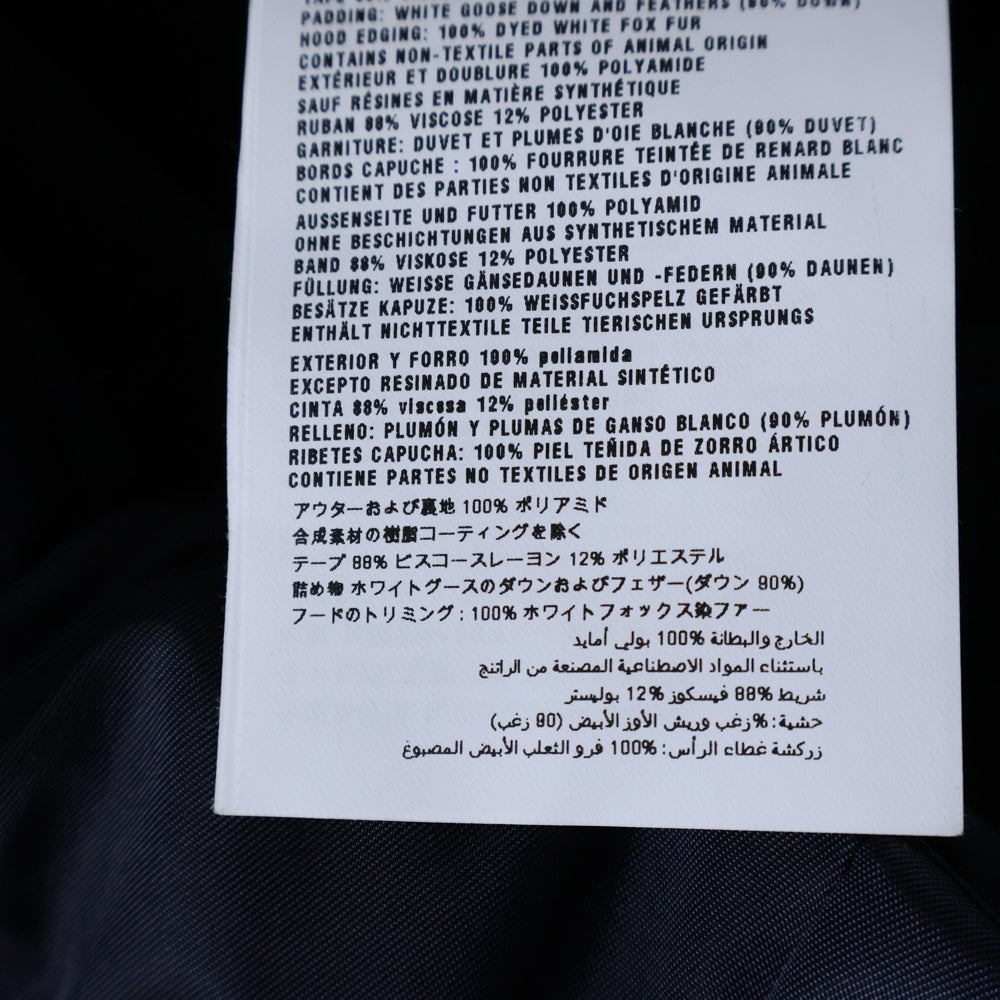 PADDING: WHITE GOOSE DOWN AND FEATHERS (90% DOWN)
HOOD EDGING: 100% DYED WHITE FOX FUR
CONTAINS NON-TEXTILE PARTS OF ANIMAL ORIGIN
EXTÉRIEUR ET DOUBLURE 100% POLYAMIDE
SAUF RÉSINES EN MATIÈRE SYNTHÉTIQUE
RUBAN 88% VISCOSE 12% POLYESTER
GARNITURE: DUVET ET PLUMES D'OIE BLANCHE (90% DUVET)
BORDS CAPUCHE : 100% FOURRURE TEINTÉE DE RENARD BLANC
CONTIENT DES PARTIES NON TEXTILES D'ORIGINE ANIMALE
AUSSENSEITE UND FUTTER 100% POLYAMID
OHNE BESCHICHTUNGEN AUS SYNTHETISCHEM MATERIAL
BAND 88% VISKOSE 12% POLYESTER
FÜLLUNG: WEISSE GÄNSEDAUNEN UND -FEDERN (90% DAUNEN)
BESÄTZE KAPUZE: 100% WEISSFUCHSPELZ GEFÄRBT
ENTHÄLT NICHTTEXTILE TEILE TIERISCHEN URSPRUNGS
EXTERIOR Y FORRO 100% poliamida
EXCEPTO RESINADO DE MATERIAL SINTÉTICO
CINTA 88% viscosa 12% poliéster
RELLENO: PLUMÓN Y PLUMAS DE GANSO BLANCO (90% PLUMÓN)
RIBETES CAPUCHA: 100% PIEL TEÑIDA DE ZORRO ÁRTICO
CONTIENE PARTES NO TEXTILES DE ORIGEN ANIMAL
アウターおよび裏地 100% ポリアミド
合成素材の樹脂コーティングを除く
テープ 88% ビスコースレーヨン 12% ポリエステル
詰め物 ホワイトグースのダウンおよびフェザー(ダウン 90%)
フードのトリミング : 100% ホワイトフォックス染ファー
الخارج والبطانة 100% بولي أمايد
باستثناء المواد الاصطناعية المصنعة من الراتنج
شريط 88% فيسكوز 12% بوليستر
حشية: %زغب وريش الأوز الأبيض (90 زغب)
زركشة غطاء الرأس: 100% فرو الثعلب الأبيض المصبوغ